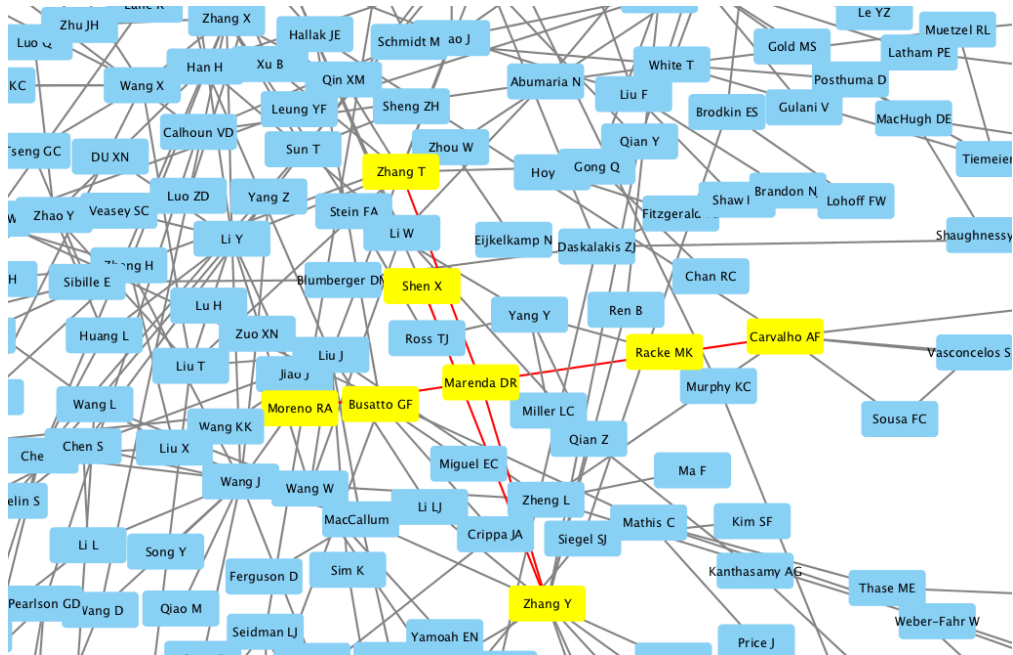 Zhu JH
Zhang X
Le YZ
Luo Q
Hallak JE
Schmidt M
ao J
Gold MS
Muetzel RL
Latham PE
KC
Wang X
Han H
Xu B
Qin XM
Abumaria N
White T
Posthuma D
Liu F
Leung YF
Sheng ZH
Brodkin ES
Gulani V
MacHugh DE
Calhoun VD
Tseng GC
DU XN
Sun T
Zhou W
Qian Y
Tiemeier
Zhang T
Hoy
Gong Q
Luo ZD
Yang Z
Brandon N
Shaw
Lohoff FW
W
Zhao Y
Veasey SC
Stein FA
Fitzgerald
Li Y
Li W
Eijkelkamp N
Daskalakis ZJ
Shaughnessy
Zhang H
H
Sibille E
Blumberger DM
Shen X
Chan RC
Lu H
Yang Y
Ren B
Huang L
Zuo XN
Ross TJ
Carvalho AF
Liu T
Liu J
Racke MK
Vasconcelos S
Jiao J
Marenda DR
Murphy KC
Wang L
Moreno RA
Busatto GF
Miller LC
Sousa FC
Wang KK
Che
Chen S
Liu X
Qian Z
Miguel EC
Ma F
elin S
Wang J
Wang W
Li LJ
Zheng L
MacCallum
Mathis C
Kim SF
Crippa JA
Siegel SJ
Li L
Song Y
Ferguson D
Sim K
Kanthasamy AG
Thase ME
Pearlson GD
Wang D
Qiao M
Zhang Y
Weber-Fahr W
Seidman LJ
Yamoah EN
Price J